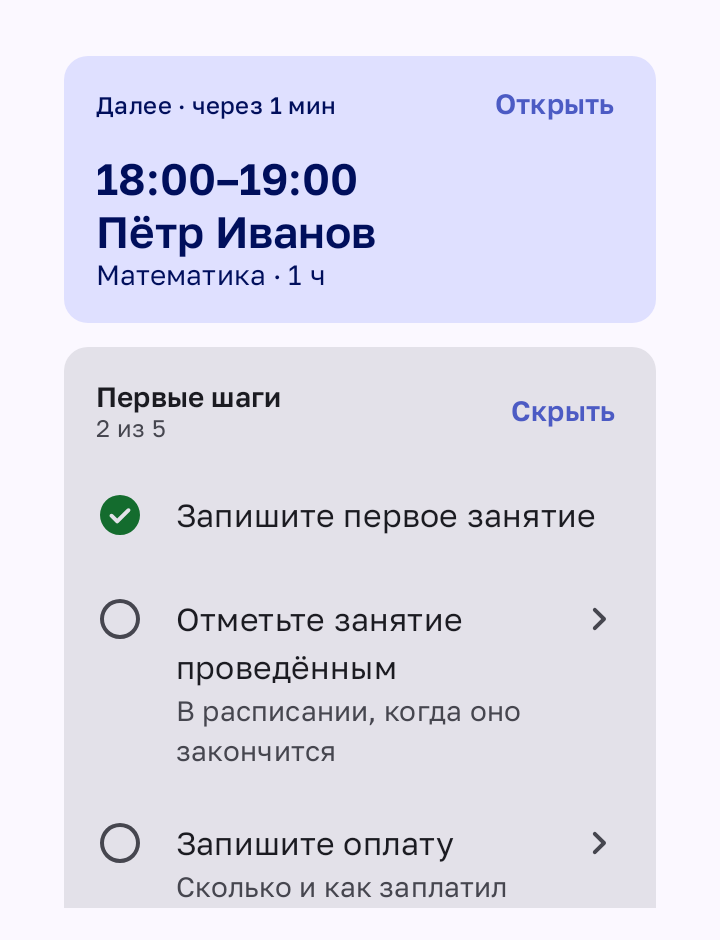 Далее · через 1 мин
Открыть
18:00–19:00
Пётр Иванов
Математика · 1 ч
Первые шаги
2 из 5
Скрыть
Запишите первое занятие
Отметьте занятие
проведённым
В расписании, когда оно
закончится
Запишите оплату
Сколько и как заплатил